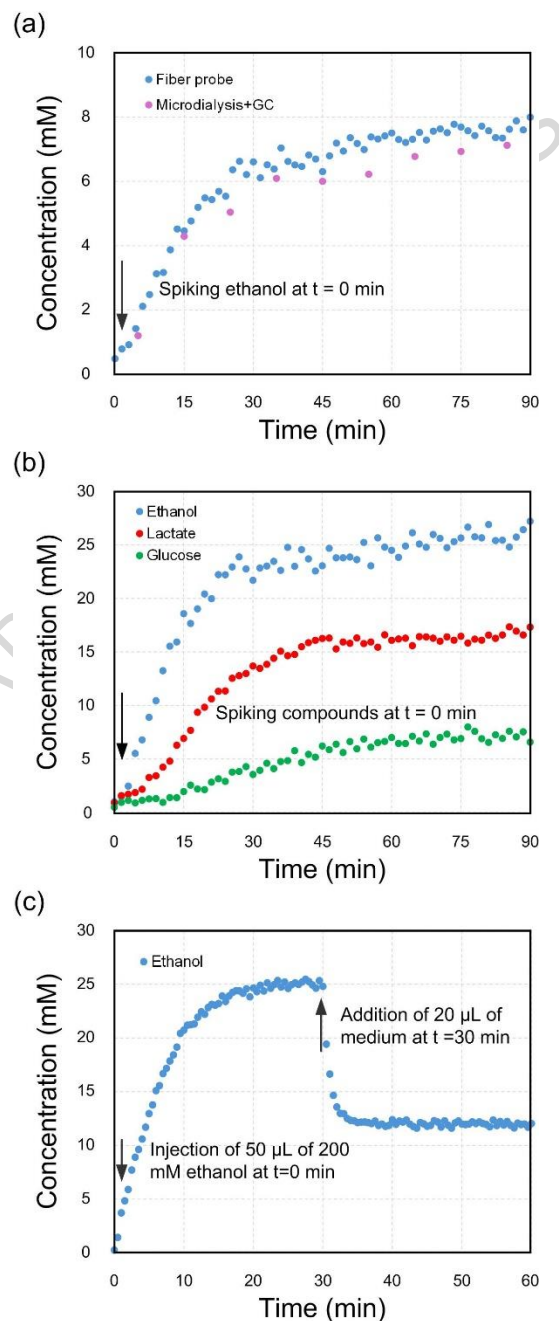 (a)
10
8
6
4
2
0
Concentration (mM)
Fiber probe
Microdialysis+GC
Spiking ethanol at t = 0 min
0 15 30 45 60 75 90
Time (min)
(b)
30
25
20
15
10
5
0
Concentration (mM)
Ethanol
Lactate
Glucose
Spiking compounds at t = 0 min
0 15 30 45 60 75 90
Time (min)
(c)
30
25
20
15
10
5
0
Concentration (mM)
Ethanol
Addition of 20 µL of
medium at t =30 min
Injection of 50 µL of 200
mM ethanol at t=0 min
0 10 20 30 40 50 60
Time (min)